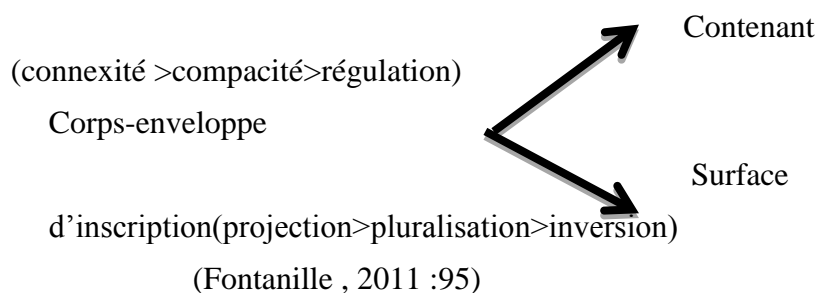 Contenant
(connexité >compacité>régulation)
Corps-enveloppe
Surface
d’inscription(projection>pluralisation>inversion)
(Fontanille , 2011 :95)